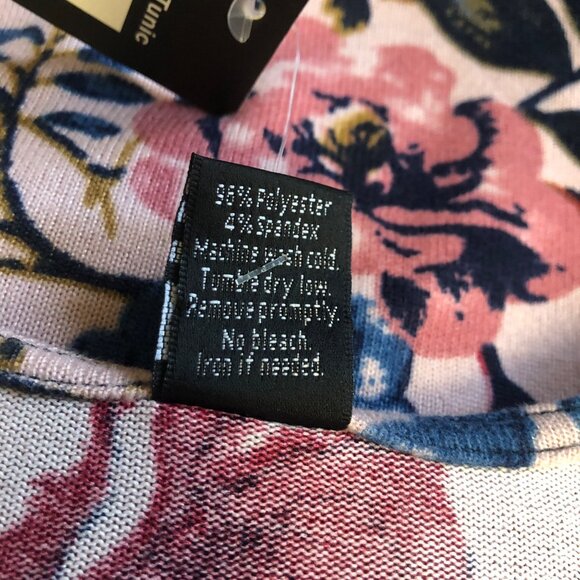 Tunic
96% Polyester
4% Spandex
Machine wash cold.
Tumble dry low.
Remove promptly.
No bleach.
Iron if needed.